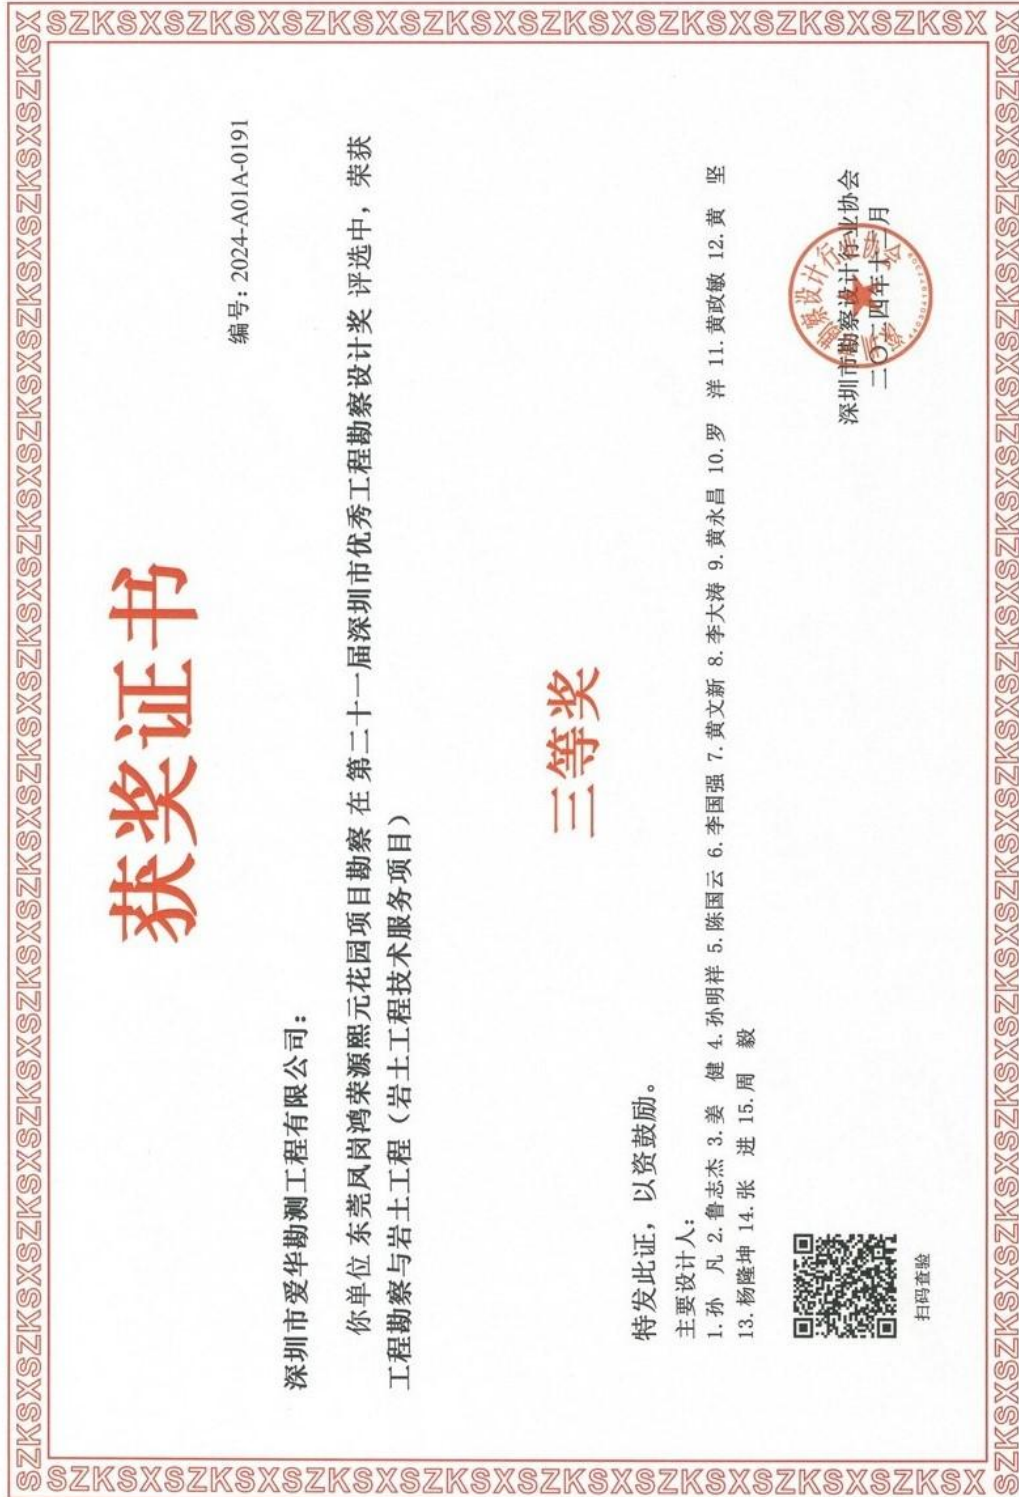 获奖证书
编号：2024-A01A-0191
深圳市爱华勘测工程有限公司：
你单位 东莞凤岗鸿荣源熙元花园项目勘察 在 第二十一届深圳市优秀工程勘察设计奖 评选中，荣获
工程勘察与岩土工程（岩土工程技术服务项目）
三等奖
特发此证，以资鼓励。
主要设计人：
1.孙　凡 2.鲁志杰 3.姜　健 4.孙明祥 5.陈国云 6.李国强 7.黄文新 8.李大涛 9.黄永昌 10.罗　洋 11.黄政敏 12.黄　坚
13.杨隆坤 14.张　进 15.周　毅
扫码查验
深圳市勘察设计行业协会
二〇二四年十一月